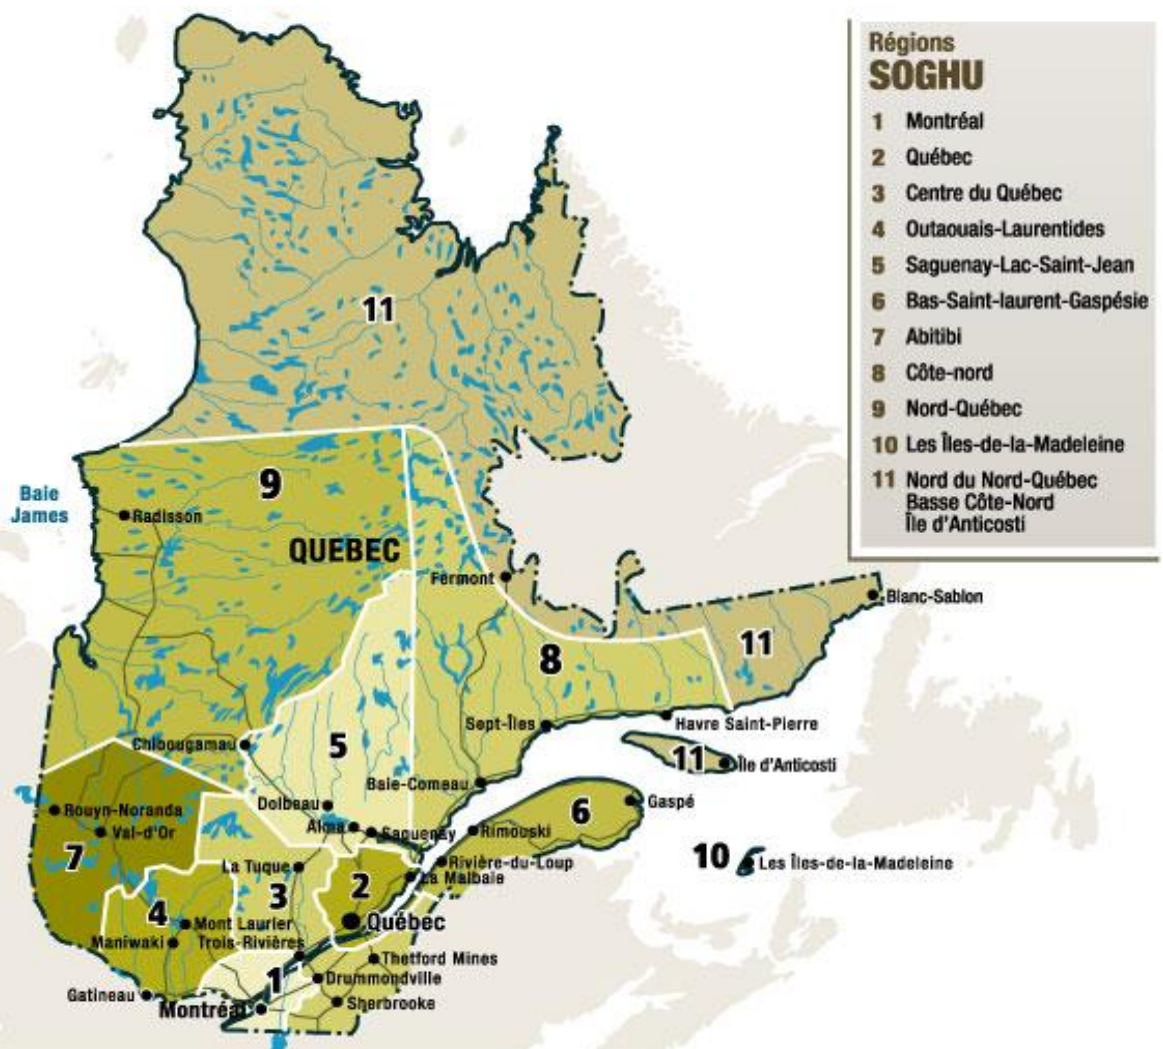 Régions
SOGHU
1 Montréal
2 Québec
3 Centre du Québec
4 Outaouais-Laurentides
5 Saguenay-Lac-Saint-Jean
6 Bas-Saint-laurent-Gaspésie
7 Abitibi
8 Côte-nord
9 Nord-Québec
10 Les Îles-de-la-Madeleine
11 Nord du Nord-Québec
Basse Côte-Nord
Île d'Anticosti
11
9
Baie
James
Radisson
QUEBEC
Fermont
Blanc-Sablon
11
8
Sept-Îles
Havre Saint-Pierre
Chibougamau
5
11
Île d'Anticosti
Baie-Comeau
Rouyn-Noranda
Dolbeau
6
Gaspé
Val-d'Or
Alma
Saguenay
Rimouski
7
10
Les Îles-de-la-Madeleine
La Tuque
Rivière-du-Loup
La Malbaie
2
3
4
Mont Laurier
Québec
Maniwaki
Trois-Rivières
Thetford Mines
1
Drummondville
Gatineau
Sherbrooke
Montréal